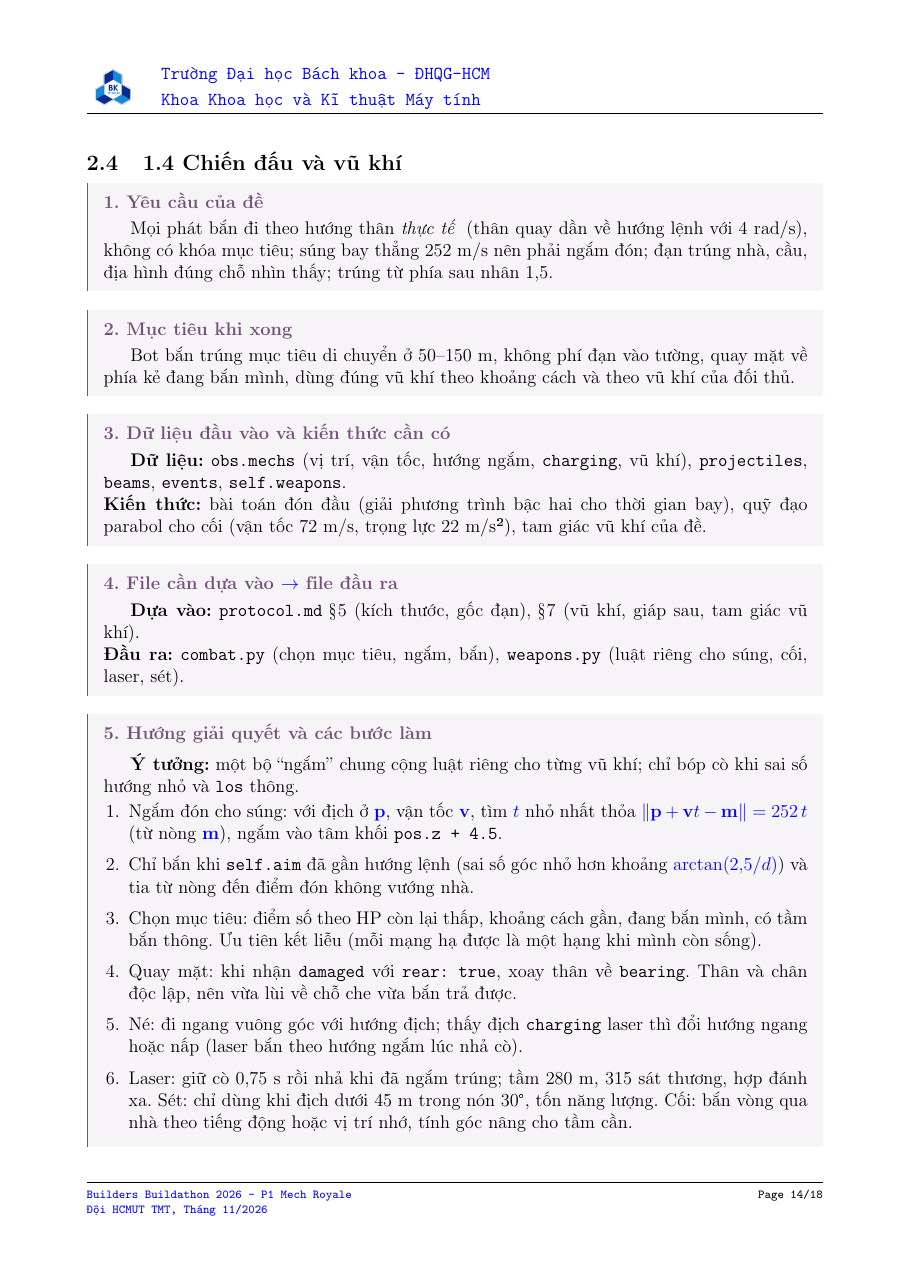 BK
Trường Đại học Bách khoa - ĐHQG-HCM
Khoa Khoa học và Kĩ thuật Máy tính
2.4 1.4 Chiến đấu và vũ khí
1. Yêu cầu của đề
Mọi phát bắn đi theo hướng thân thực tế (thân quay dần về hướng lệnh với 4 rad/s),
không có khóa mục tiêu; súng bay thẳng 252 m/s nên phải ngắm đón; đạn trúng nhà, cầu,
địa hình đúng chỗ nhìn thấy; trúng từ phía sau nhân 1,5.
2. Mục tiêu khi xong
Bot bắn trúng mục tiêu di chuyển ở 50–150 m, không phí đạn vào tường, quay mặt về
phía kẻ đang bắn mình, dùng đúng vũ khí theo khoảng cách và theo vũ khí của đối thủ.
3. Dữ liệu đầu vào và kiến thức cần có
Dữ liệu: obs.mechs (vị trí, vận tốc, hướng ngắm, charging, vũ khí), projectiles,
beams, events, self.weapons.
Kiến thức: bài toán đón đầu (giải phương trình bậc hai cho thời gian bay), quỹ đạo
parabol cho cối (vận tốc 72 m/s, trọng lực 22 m/s²), tam giác vũ khí của đề.
4. File cần dựa vào → file đầu ra
Dựa vào: protocol.md §5 (kích thước, gốc đạn), §7 (vũ khí, giáp sau, tam giác vũ
khí).
Đầu ra: combat.py (chọn mục tiêu, ngắm, bắn), weapons.py (luật riêng cho súng, cối,
laser, sét).
5. Hướng giải quyết và các bước làm
Ý tưởng: một bộ “ngắm” chung cộng luật riêng cho từng vũ khí; chỉ bóp cò khi sai số
hướng nhỏ và los thông.
1. Ngắm đón cho súng: với địch ở p, vận tốc v, tìm t nhỏ nhất thỏa ‖p + vt − m‖ = 252 t
(từ nòng m), ngắm vào tâm khối pos.z + 4.5.
2. Chỉ bắn khi self.aim đã gần hướng lệnh (sai số góc nhỏ hơn khoảng arctan(2,5/d)) và
tia từ nòng đến điểm đón không vướng nhà.
3. Chọn mục tiêu: điểm số theo HP còn lại thấp, khoảng cách gần, đang bắn mình, có tầm
bắn thông. Ưu tiên kết liễu (mỗi mạng hạ được là một hạng khi mình còn sống).
4. Quay mặt: khi nhận damaged với rear: true, xoay thân về bearing. Thân và chân
độc lập, nên vừa lùi về chỗ che vừa bắn trả được.
5. Né: đi ngang vuông góc với hướng địch; thấy địch charging laser thì đổi hướng ngang
hoặc nấp (laser bắn theo hướng ngắm lúc nhả cò).
6. Laser: giữ cò 0,75 s rồi nhả khi đã ngắm trúng; tầm 280 m, 315 sát thương, hợp đánh
xa. Sét: chỉ dùng khi địch dưới 45 m trong nón 30°, tốn năng lượng. Cối: bắn vòng qua
nhà theo tiếng động hoặc vị trí nhớ, tính góc nâng cho tầm cần.
Builders Buildathon 2026 - P1 Mech Royale
Page 14/18
Đội HCMUT TMT, Tháng 11/2026